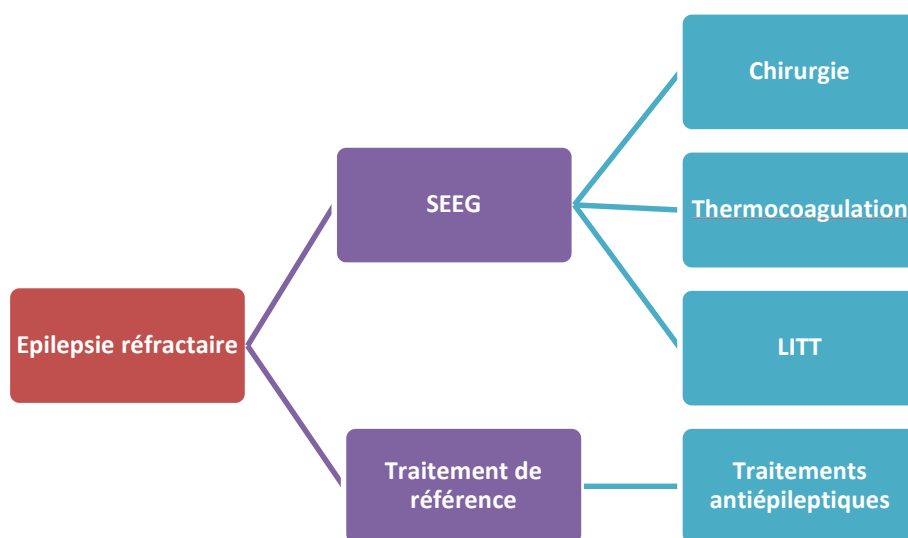 Chirurgie
SEEG
Thermocoagulation
Epilepsie réfractaire
LITT
Traitement de
référence
Traitements
antiépileptiques